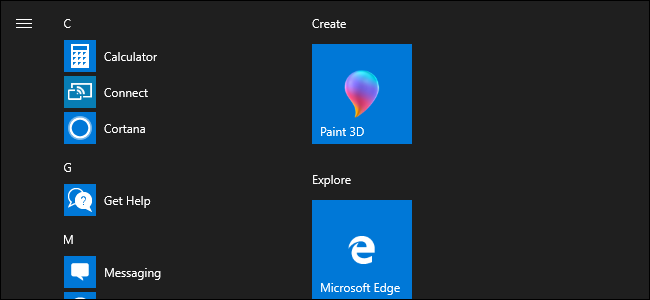 C
Calculator
Connect
Cortana
G
Get Help
M
Messaging
Create
Paint 3D
Explore
Microsoft Edge